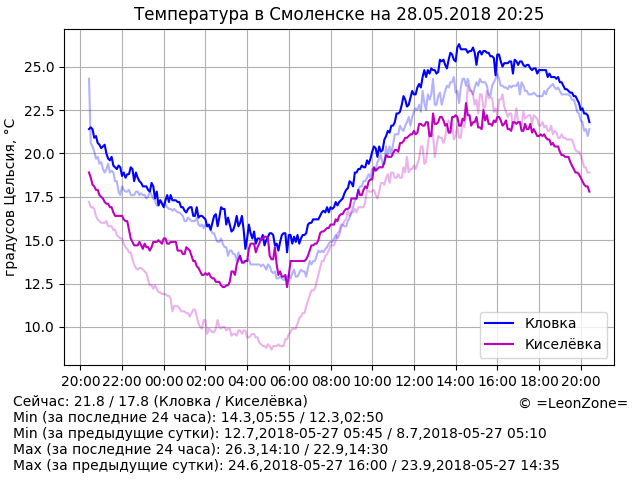 Температура в Смоленске на 28.05.2018 20:25
градусов Цельсия, °C
25.0
22.5
20.0
17.5
15.0
12.5
10.0
20:00 22:00 00:00 02:00 04:00 06:00 08:00 10:00 12:00 14:00 16:00 18:00 20:00
Кловка
Киселёвка
Сейчас: 21.8 / 17.8 (Кловка / Киселёвка)
© =LeonZone=
Min (за последние 24 часа): 14.3,05:55 / 12.3,02:50
Min (за предыдущие сутки): 12.7,2018-05-27 05:45 / 8.7,2018-05-27 05:10
Max (за последние 24 часа): 26.3,14:10 / 22.9,14:30
Max (за предыдущие сутки): 24.6,2018-05-27 16:00 / 23.9,2018-05-27 14:35